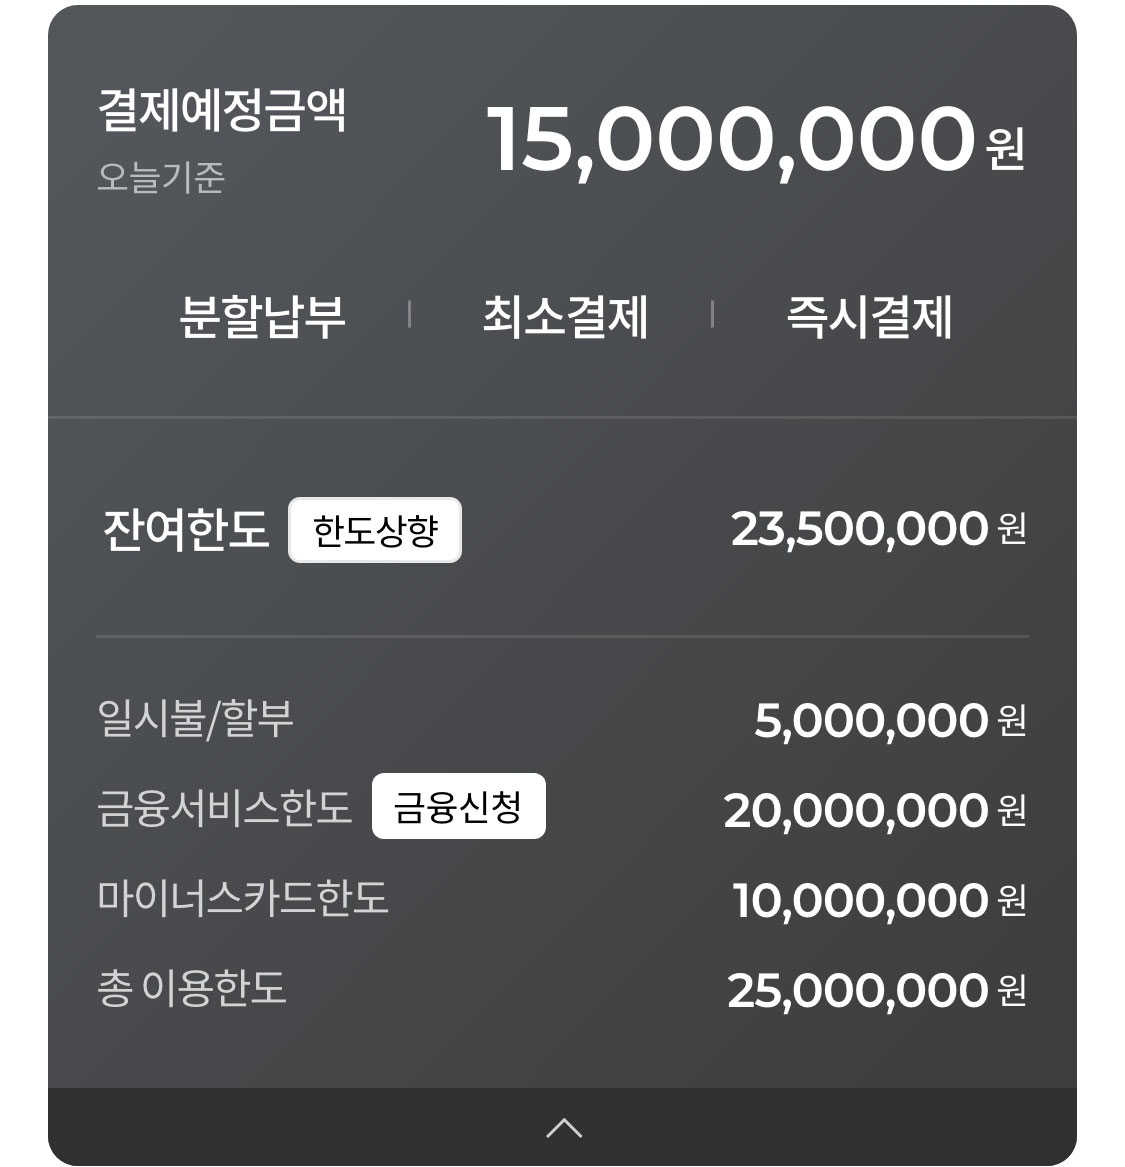 결제예정금액 15,000,000 원
오늘기준
분할납부 | 최소결제 | 즉시결제
잔여한도 한도상향 23,500,000 원
일시불/할부 5,000,000 원
금융서비스한도 금융신청 20,000,000 원
마이너스카드한도 10,000,000 원
총 이용한도 25,000,000 원